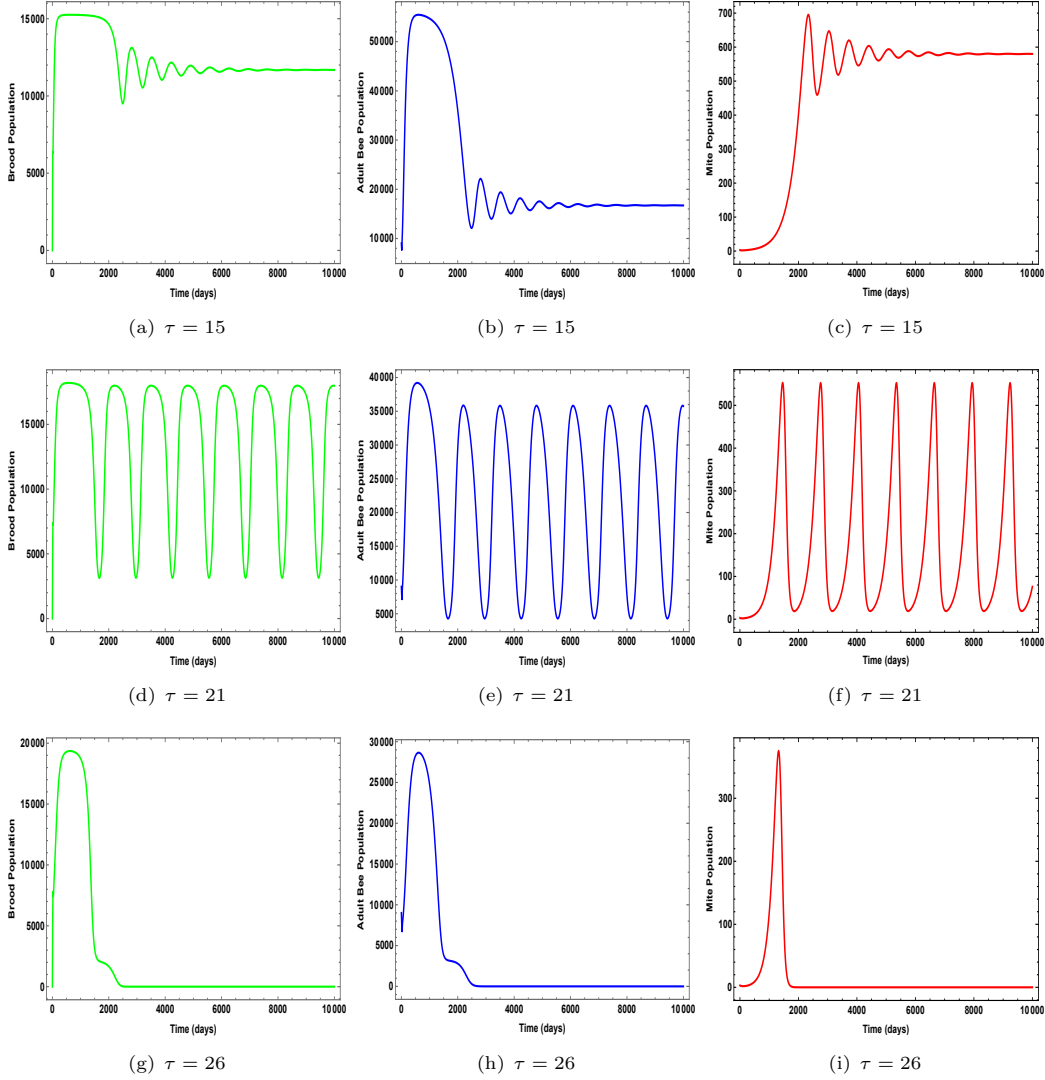 Brood Population
15000
10000
5000
0
0 2000 4000 6000 8000 10000
Time (days)
(a) τ = 15
Adult Bee Population
50000
40000
30000
20000
10000
0 2000 4000 6000 8000 10000
Time (days)
(b) τ = 15
Mite Population
700
600
500
400
300
200
100
0
0 2000 4000 6000 8000 10000
Time (days)
(c) τ = 15
Brood Population
15000
10000
5000
0
0 2000 4000 6000 8000 10000
Time (days)
(d) τ = 21
Adult Bee Population
40000
35000
30000
25000
20000
15000
10000
5000
0 2000 4000 6000 8000 10000
Time (days)
(e) τ = 21
Mite Population
500
400
300
200
100
0
0 2000 4000 6000 8000 10000
Time (days)
(f) τ = 21
Brood Population
20000
15000
10000
5000
0
0 2000 4000 6000 8000 10000
Time (days)
(g) τ = 26
Adult Bee Population
30000
25000
20000
15000
10000
5000
0
0 2000 4000 6000 8000 10000
Time (days)
(h) τ = 26
Mite Population
300
200
100
0
0 2000 4000 6000 8000 10000
Time (days)
(i) τ = 26